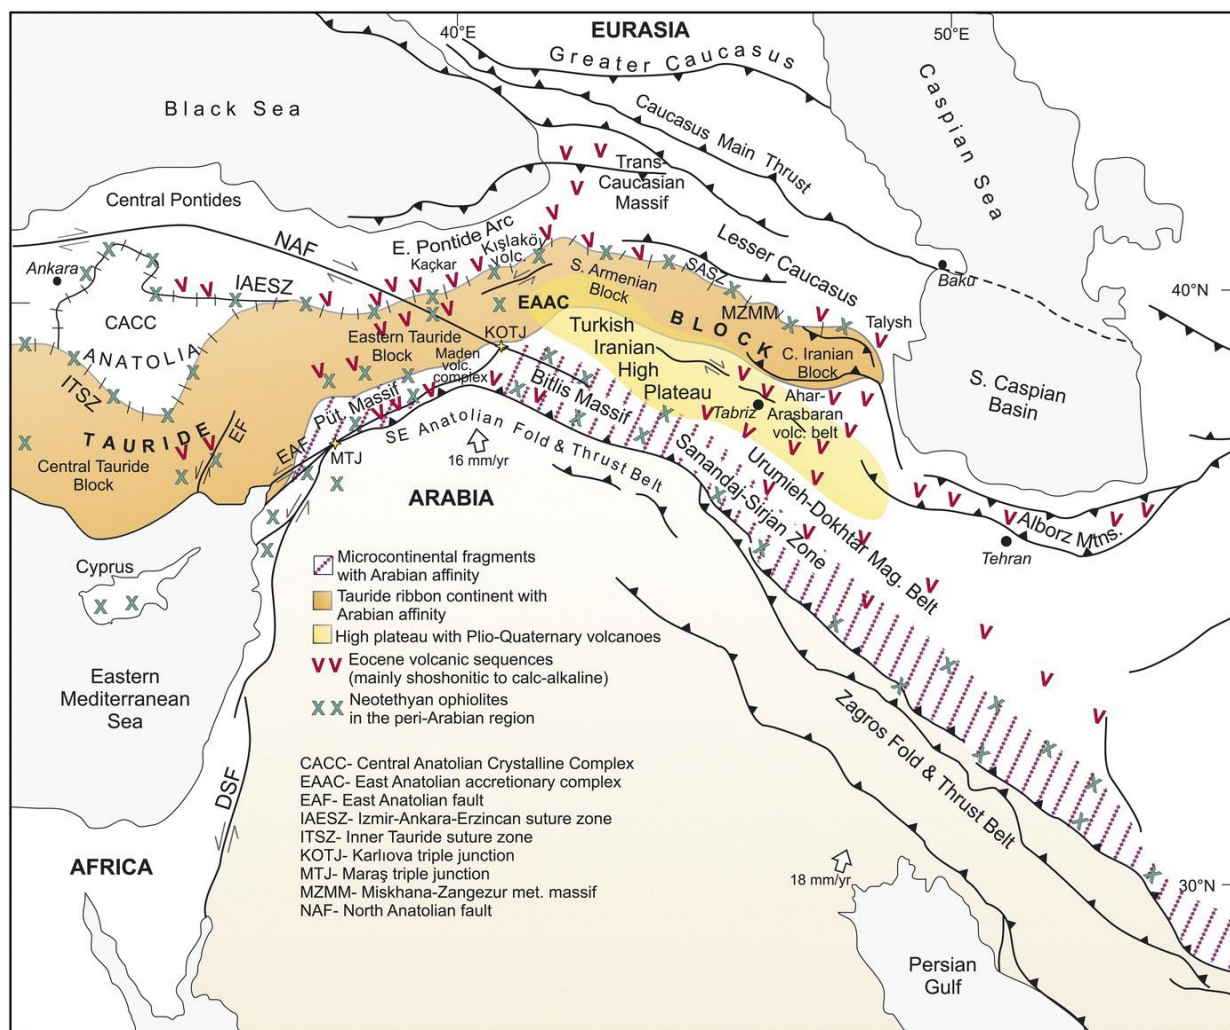 40°E
EURASIA
50°E
Greater Caucasus
Black Sea
Caspian Sea
Caucasus Main Thrust
Trans-
Caucasian
Massif
Central Pontides
NAF
E. Pontide Arc
Kaçkar
Kışlaköy
volc.
Lesser Caucasus
Ankara
IAESZ
SASZ
S. Armenian
Block
Baku
40°N
CACC
EAAC
MZMM
Talysh
ANATOLIA
KOTJ
Turkish
Iranian
High
Plateau
BLOCK
C. Iranian
Block
S. Caspian
Basin
Eastern Tauride
Block
Maden
volc.
complex
ITSZ
Püt. Massif
Bitlis Massif
Tabriz
Ahar-
Arasbaran
volc. belt
TAURIDE
EF
EAF
MTJ
SE Anatolian Fold & Thrust Belt
16 mm/yr
Central Tauride
Block
ARABIA
Sanandaj-Sirjan Zone
Urumieh-Dokhtar Mag. Belt
Alborz Mtns.
Tehran
Cyprus
Microcontinental fragments
with Arabian affinity
Tauride ribbon continent with
Arabian affinity
High plateau with Plio-Quaternary volcanoes
V V Eocene volcanic sequences
(mainly shoshonitic to calc-alkaline)
X X Neotethyan ophiolites
in the peri-Arabian region
Eastern
Mediterranean
Sea
Zagros Fold & Thrust Belt
CACC- Central Anatolian Crystalline Complex
EAAC- East Anatolian accretionary complex
EAF- East Anatolian fault
IAESZ- Izmir-Ankara-Erzincan suture zone
ITSZ- Inner Tauride suture zone
KOTJ- Karlıova triple junction
MTJ- Maraş triple junction
MZMM- Miskhana-Zangezur met. massif
NAF- North Anatolian fault
DSF
AFRICA
18 mm/yr
30°N
Persian
Gulf